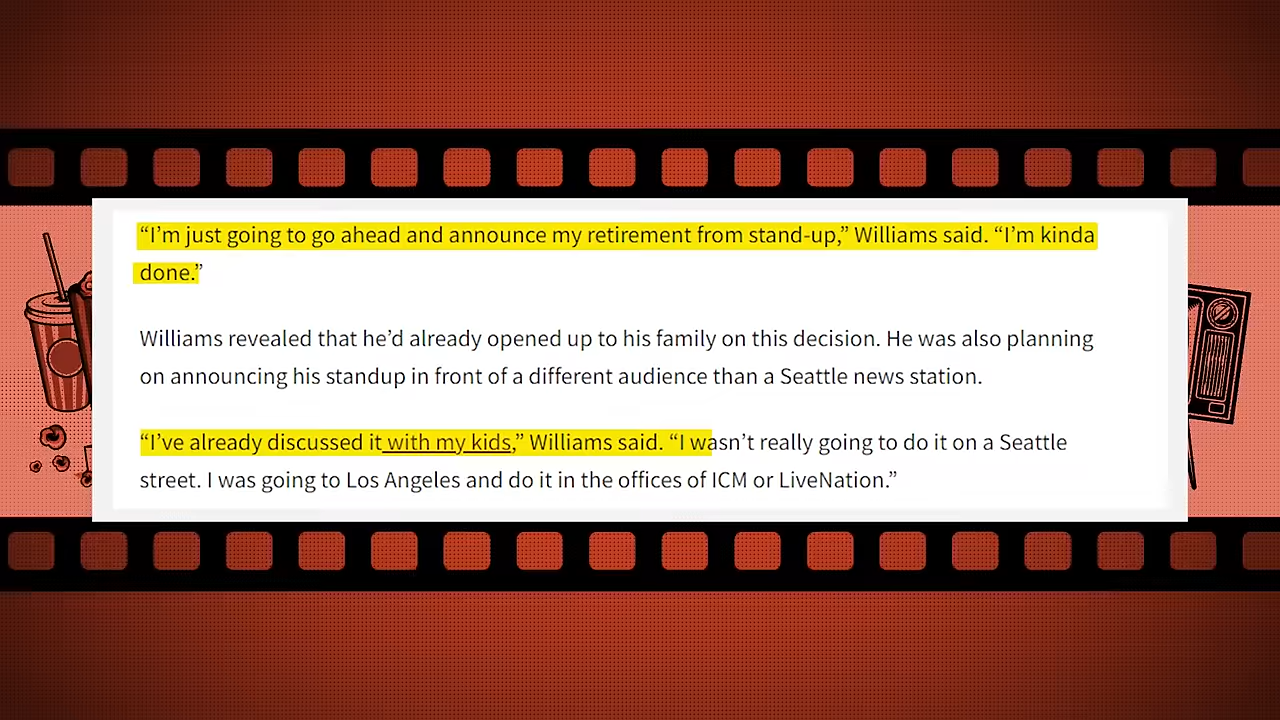 “I’m just going to go ahead and announce my retirement from stand-up,” Williams said. “I’m kinda
done.”
Williams revealed that he’d already opened up to his family on this decision. He was also planning
on announcing his standup in front of a different audience than a Seattle news station.
“I’ve already discussed it with my kids,” Williams said. “I wasn’t really going to do it on a Seattle
street. I was going to Los Angeles and do it in the offices of ICM or LiveNation.”